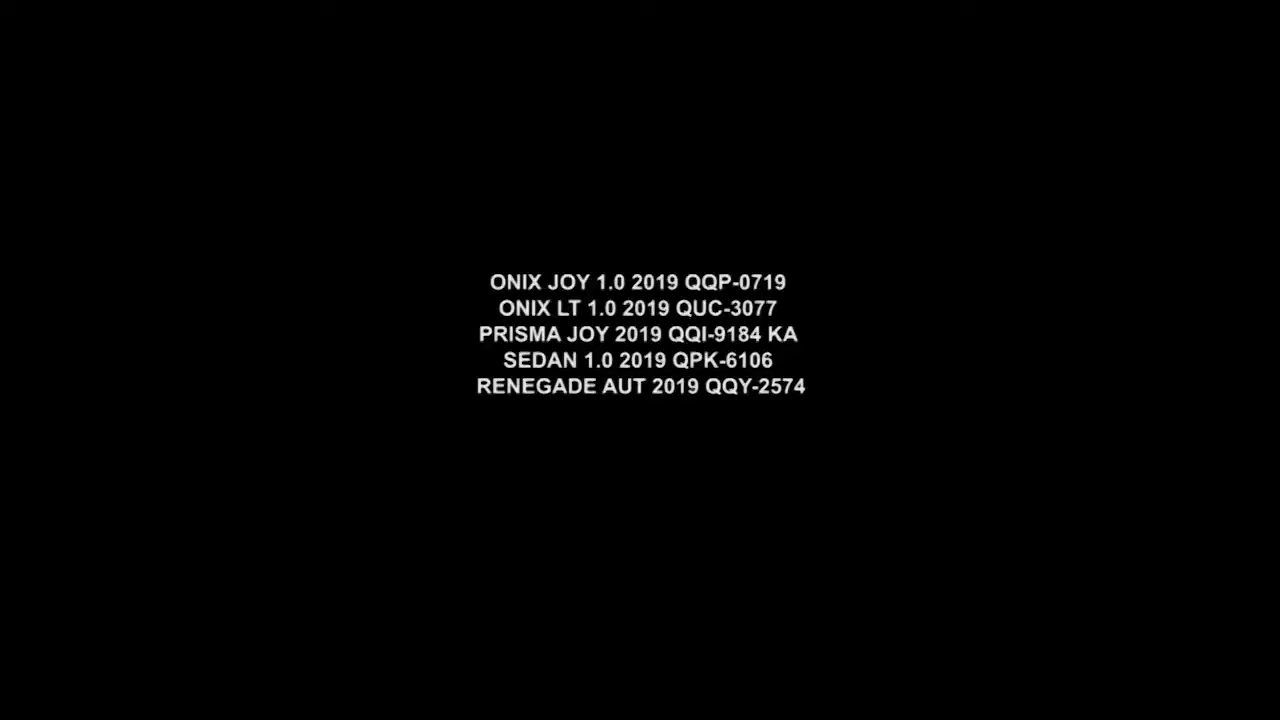 ONIX JOY 1.0 2019 QQP-0719
ONIX LT 1.0 2019 QUC-3077
PRISMA JOY 2019 QQI-9184 KA
SEDAN 1.0 2019 QPK-6106
RENEGADE AUT 2019 QQY-2574